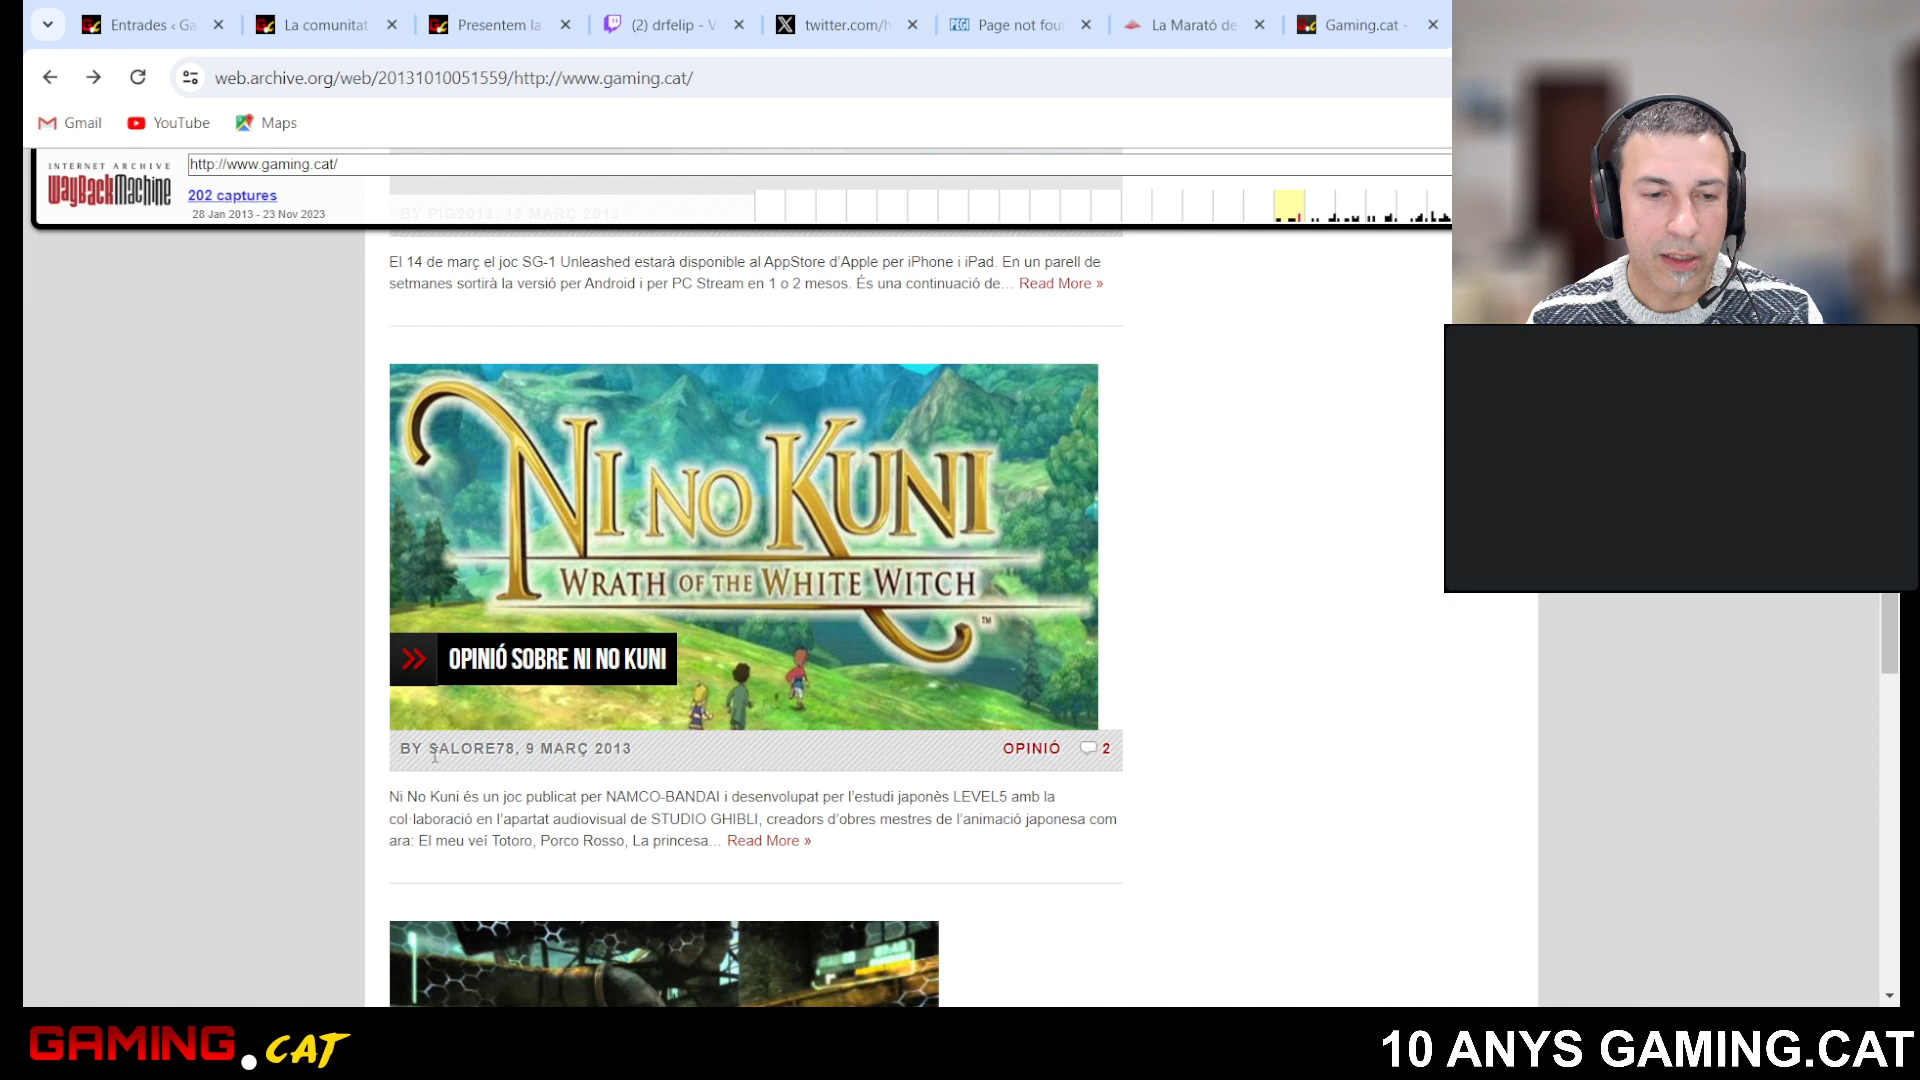 Entrades ‹ Ga
La comunitat
Presentem la
(2) drfelip - V
twitter.com/h
PEGI Page not four
La Marató de
Gaming.cat -
web.archive.org/web/20131010051559/http://www.gaming.cat/
Gmail
YouTube
Maps
INTERNET ARCHIVE
WayBackMachine
http://www.gaming.cat/
202 captures
28 Jan 2013 - 23 Nov 2023
BY PIG2013, 13 MARÇ 2013
El 14 de març el joc SG-1 Unleashed estarà disponible al AppStore d'Apple per iPhone i iPad. En un parell de
setmanes sortirà la versió per Android i per PC Stream en 1 o 2 mesos. És una continuació de... Read More »
NI NO KUNI
WRATH OF THE WHITE WITCH
™
OPINIÓ SOBRE NI NO KUNI
BY SALORE78, 9 MARÇ 2013
OPINIÓ
2
Ni No Kuni és un joc publicat per NAMCO-BANDAI i desenvolupat per l'estudi japonès LEVEL5 amb la
col·laboració en l'apartat audiovisual de STUDIO GHIBLI, creadors d'obres mestres de l'animació japonesa com
ara: El meu veí Totoro, Porco Rosso, La princesa... Read More »
GAMING.CAT
10 ANYS GAMING.CAT